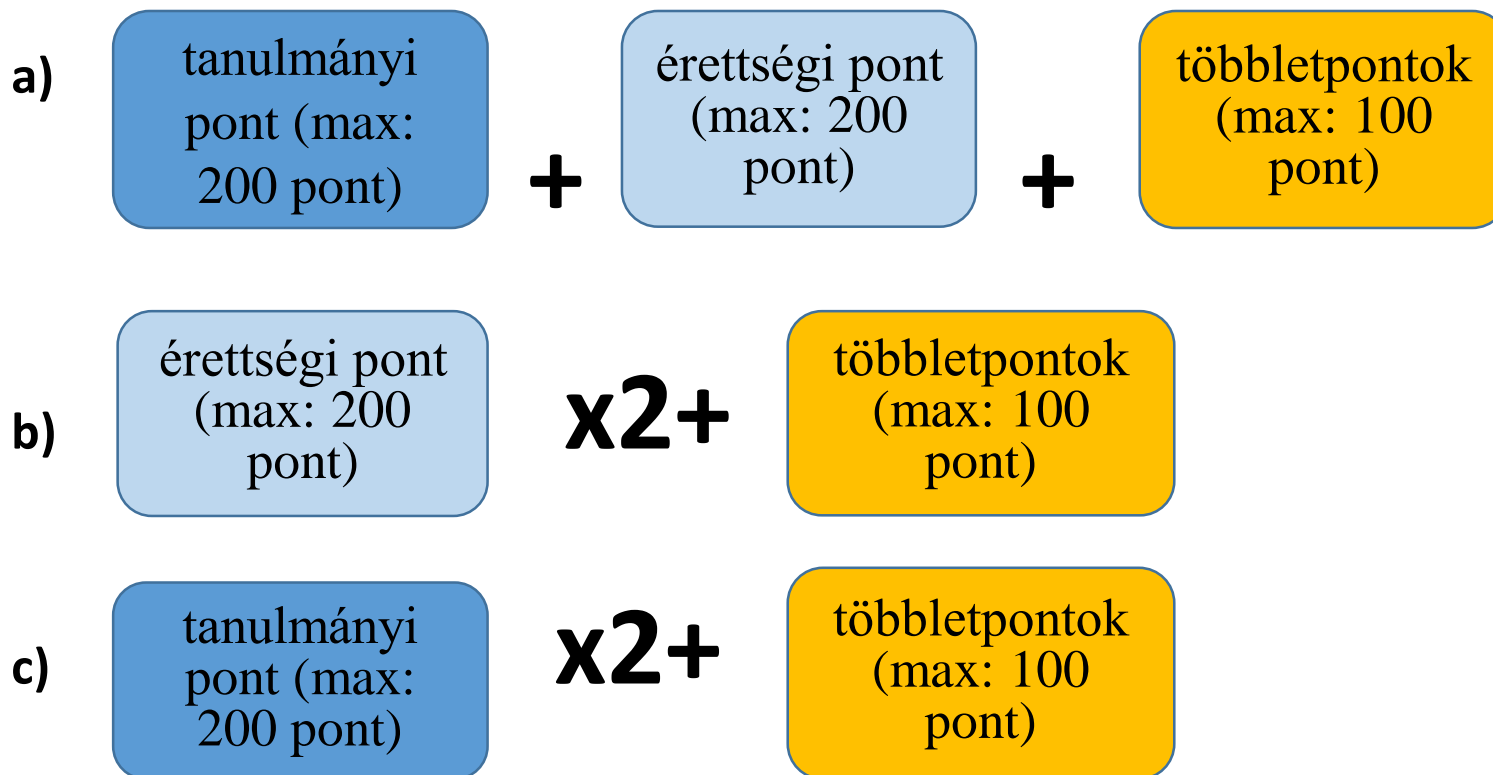 a)
tanulmányi
pont (max:
200 pont)
+
érettségi pont
(max: 200
pont)
+
többletpontok
(max: 100
pont)
b)
érettségi pont
(max: 200
pont)
x2+
többletpontok
(max: 100
pont)
c)
tanulmányi
pont (max:
200 pont)
x2+
többletpontok
(max: 100
pont)